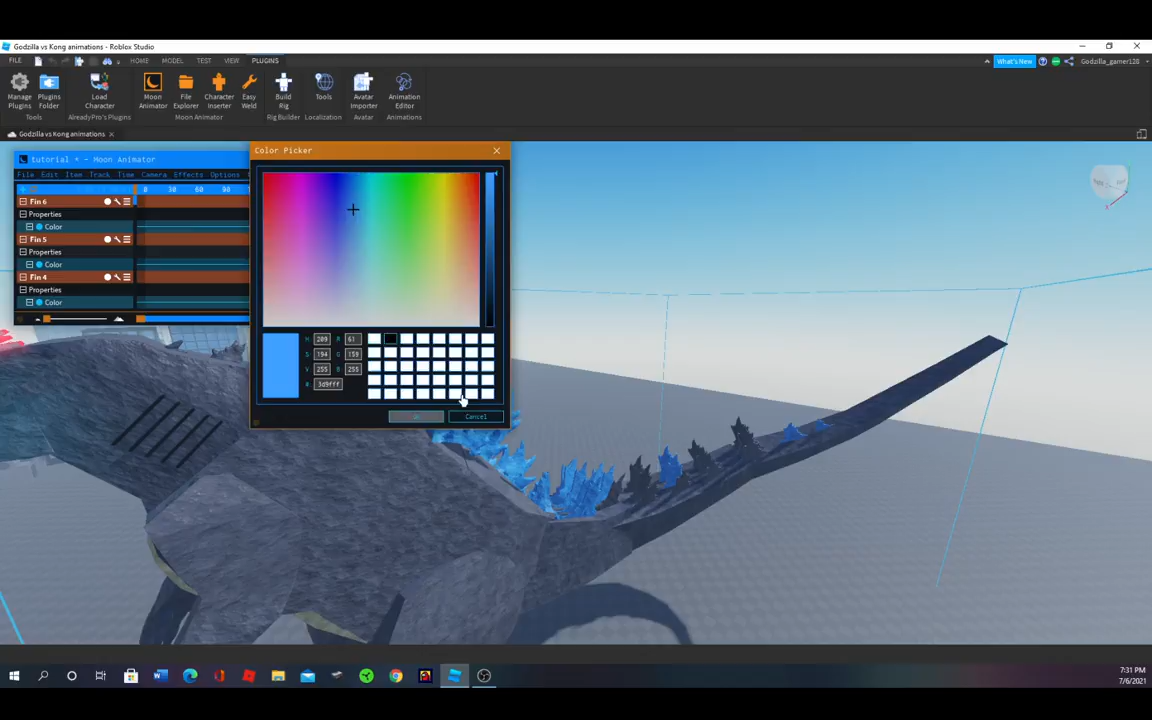 Godzilla vs Kong animations - Roblox Studio
FILE
HOME
MODEL
TEST
VIEW
PLUGINS
What's New
Godzilla_gamer128
Manage Plugins
Plugins Folder
Load Character
Moon Animator
File Explorer
Character Inserter
Easy Weld
Build Rig
Tools
Avatar Importer
Animation Editor
Tools
AlreadyPro's Plugins
Moon Animator
Rig Builder
Localization
Avatar
Animations
Godzilla vs Kong animations
tutorial < - Moon Animator
File Edit Item Track Time Camera Effects Options
0 30 60 90
Fin 6
Properties
Color
Fin 5
Properties
Color
Fin 4
Properties
Color
Color Picker
H 209 R 61
S 194 G 159
V 255 B 255
# 3d9fff
Cancel
7:31 PM
7/6/2021